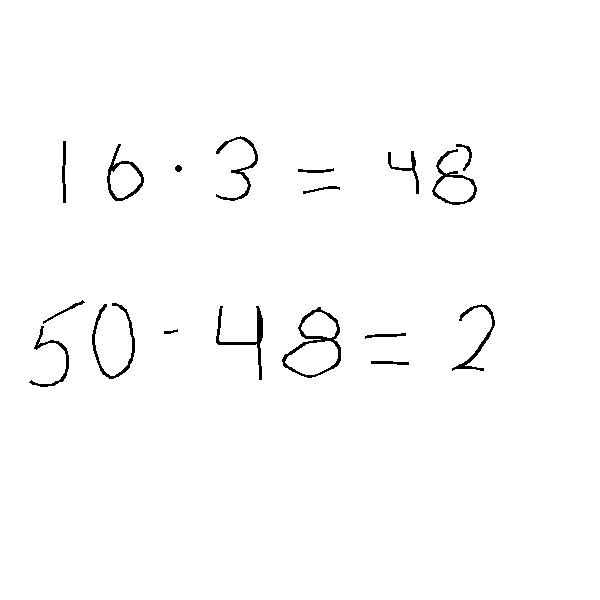 16 · 3 = 48
50 - 48 = 2